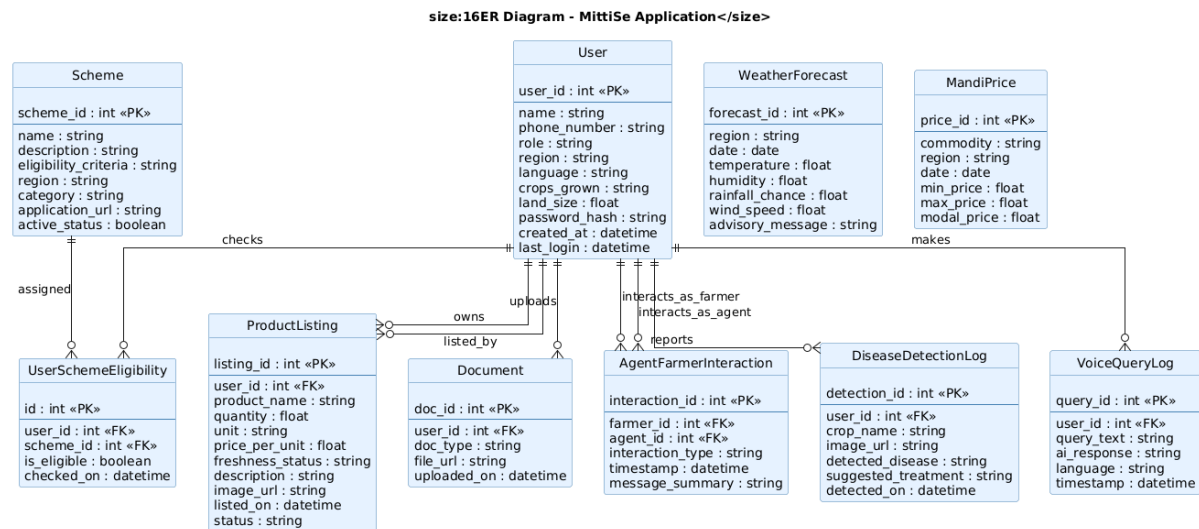 size:16ER Diagram - MittiSe Application</size>
Scheme
scheme_id : int «PK»
name : string
description : string
eligibility_criteria : string
region : string
category : string
application_url : string
active_status : boolean
User
user_id : int «PK»
name : string
phone_number : string
role : string
region : string
language : string
crops_grown : string
land_size : float
password_hash : string
created_at : datetime
last_login : datetime
WeatherForecast
forecast_id : int «PK»
region : string
date : date
temperature : float
humidity : float
rainfall_chance : float
wind_speed : float
advisory_message : string
MandiPrice
price_id : int «PK»
commodity : string
region : string
date : date
min_price : float
max_price : float
modal_price : float
checks
makes
assigned
uploads
interacts_as_farmer
interacts_as_agent
owns
listed_by
reports
UserSchemeEligibility
id : int «PK»
user_id : int «FK»
scheme_id : int «FK»
is_eligible : boolean
checked_on : datetime
ProductListing
listing_id : int «PK»
user_id : int «FK»
product_name : string
quantity : float
unit : string
price_per_unit : float
freshness_status : string
description : string
image_url : string
listed_on : datetime
status : string
Document
doc_id : int «PK»
user_id : int «FK»
doc_type : string
file_url : string
uploaded_on : datetime
AgentFarmerInteraction
interaction_id : int «PK»
farmer_id : int «FK»
agent_id : int «FK»
interaction_type : string
timestamp : datetime
message_summary : string
DiseaseDetectionLog
detection_id : int «PK»
user_id : int «FK»
crop_name : string
image_url : string
detected_disease : string
suggested_treatment : string
detected_on : datetime
VoiceQueryLog
query_id : int «PK»
user_id : int «FK»
query_text : string
ai_response : string
language : string
timestamp : datetime